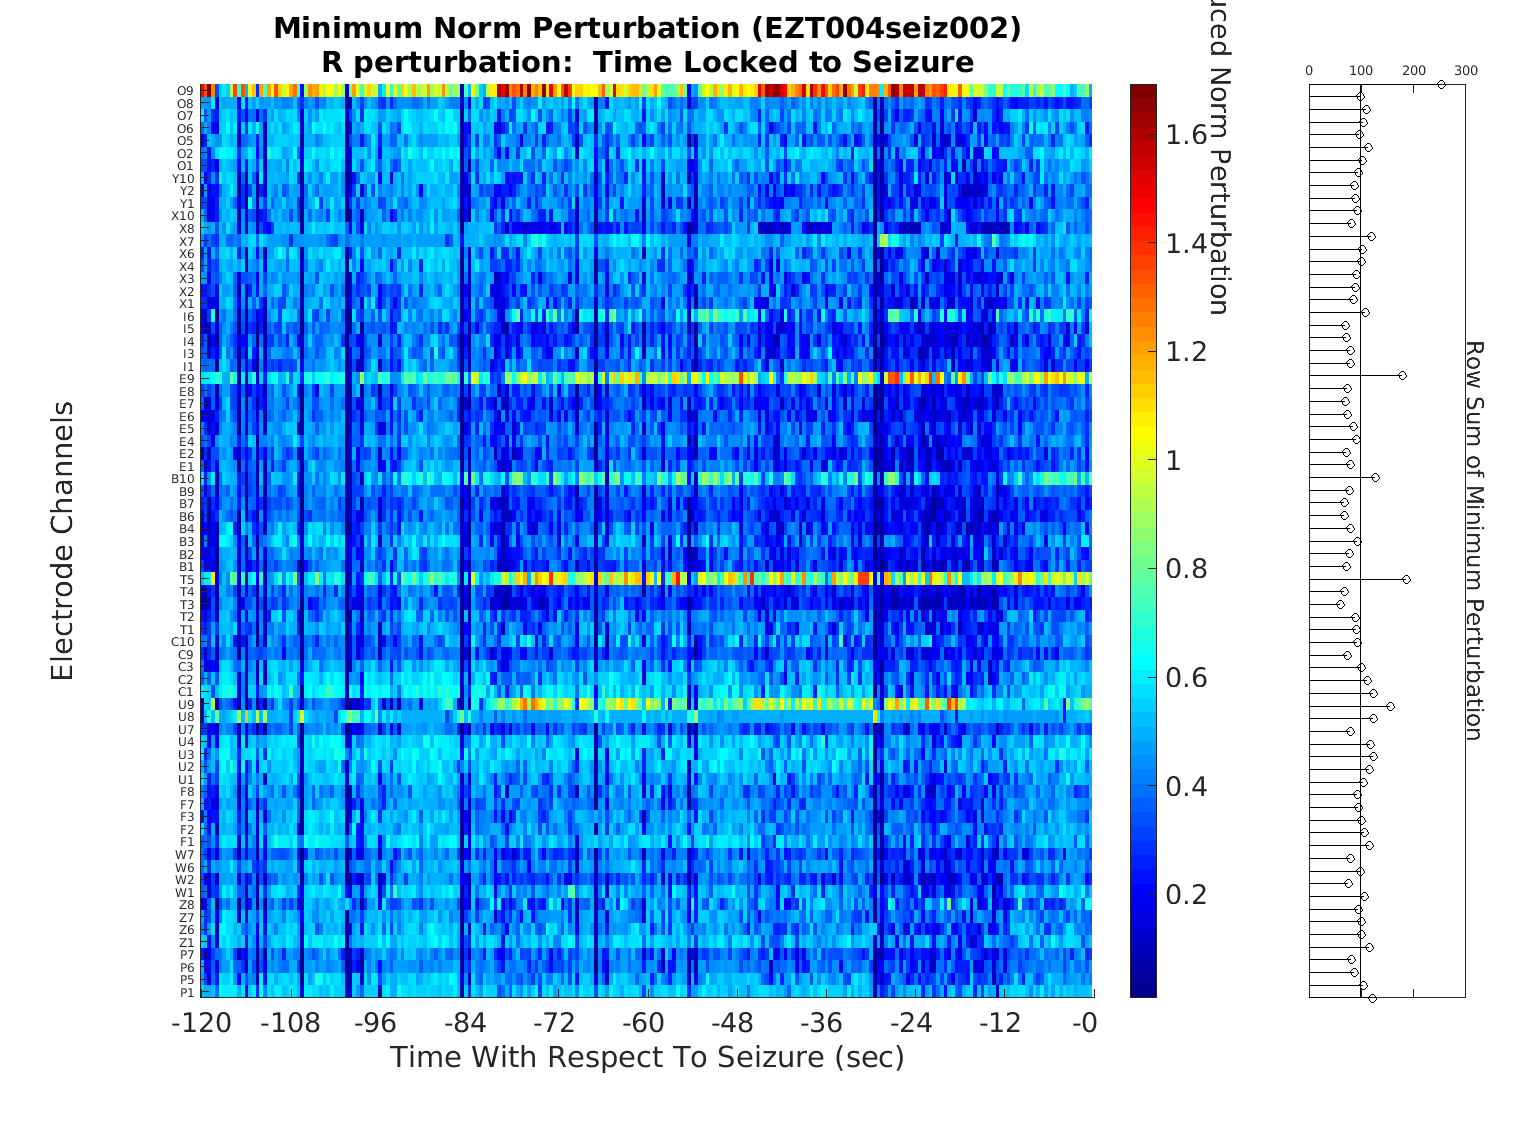 Minimum Norm Perturbation (EZT004seiz002)
R perturbation:  Time Locked to Seizure
Electrode Channels
O9
O8
O7
O6
O5
O2
O1
Y10
Y2
Y1
X10
X8
X7
X6
X4
X3
X2
X1
I6
I5
I4
I3
I1
E9
E8
E7
E6
E5
E4
E2
E1
B10
B9
B7
B6
B4
B3
B2
B1
T5
T4
T3
T2
T1
C10
C9
C3
C2
C1
U9
U8
U7
U4
U3
U2
U1
F8
F7
F3
F2
F1
W7
W6
W2
W1
Z8
Z7
Z6
Z1
P7
P6
P5
P1
-120 -108 -96 -84 -72 -60 -48 -36 -24 -12 -0
Time With Respect To Seizure (sec)
1.6
1.4
1.2
1
0.8
0.6
0.4
0.2
Norm Perturbation
0 100 200 300
Row Sum of Minimum Perturbation